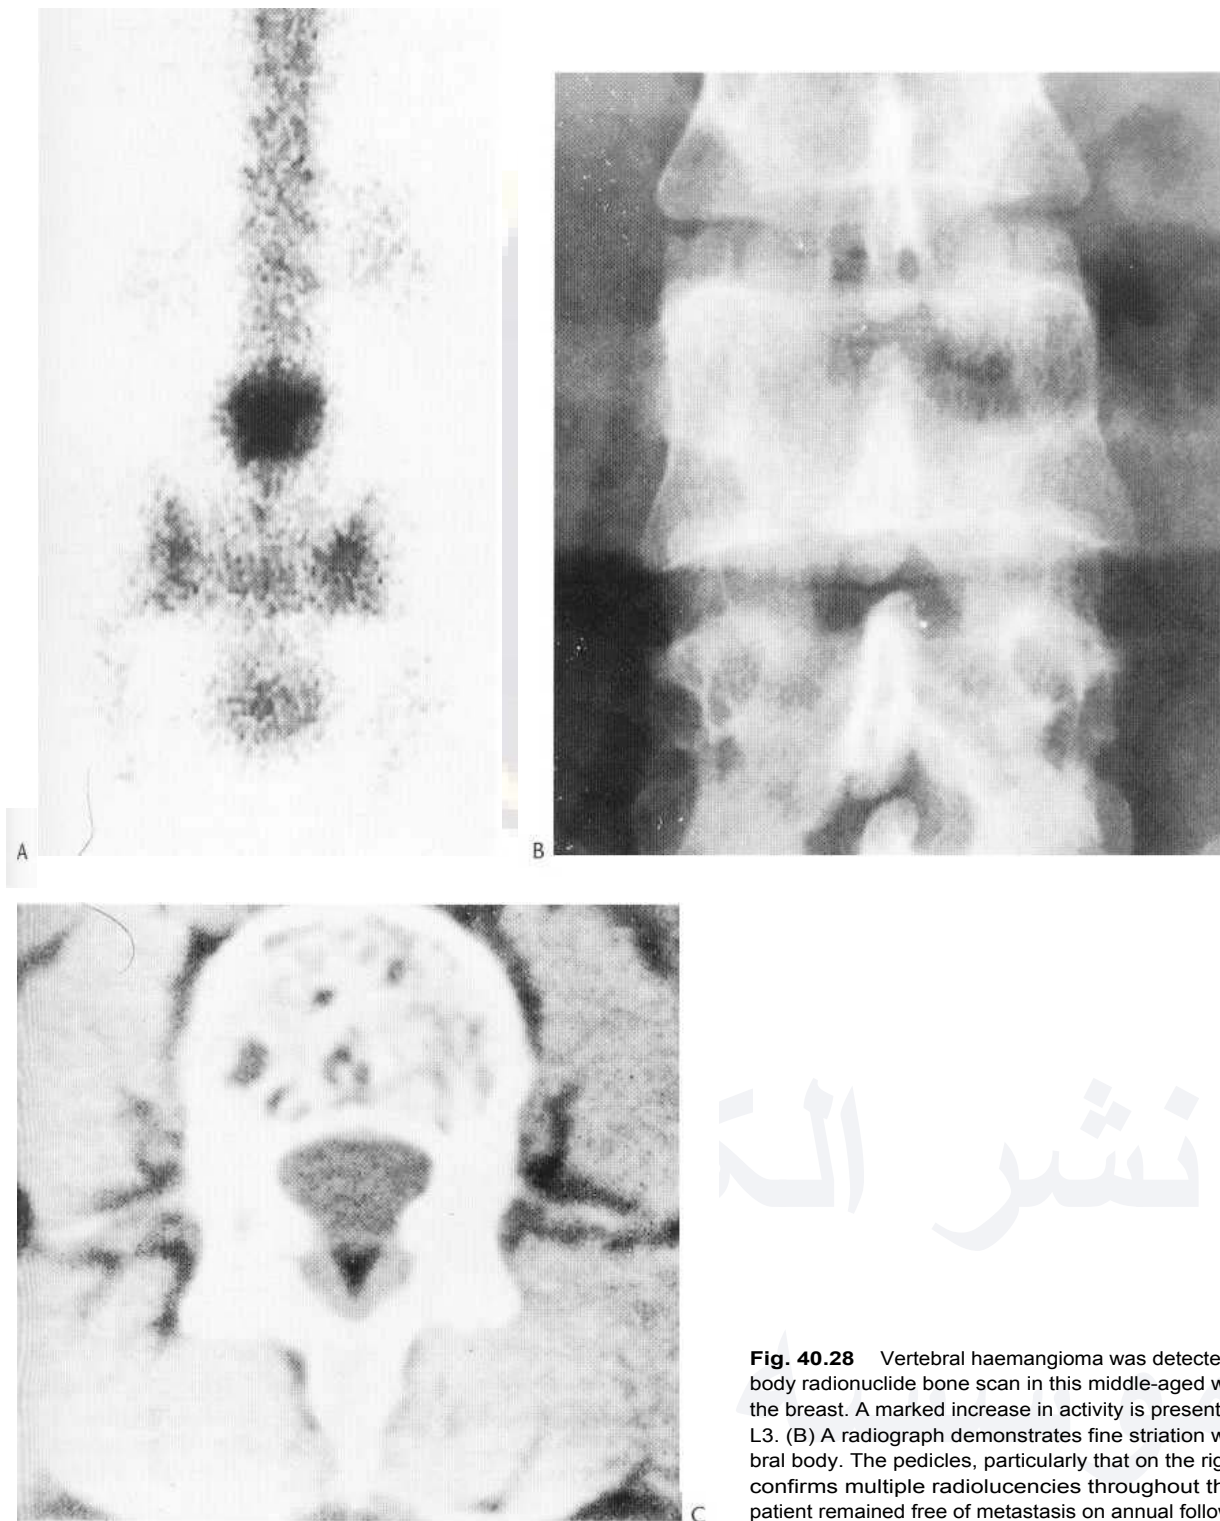 A
B
نشر
C
Fig. 40.28 Vertebral haemangioma was detecte
body radionuclide bone scan in this middle-aged w
the breast. A marked increase in activity is present
L3. (B) A radiograph demonstrates fine striation w
bral body. The pedicles, particularly that on the rig
confirms multiple radiolucencies throughout th
patient remained free of metastasis on annual follow